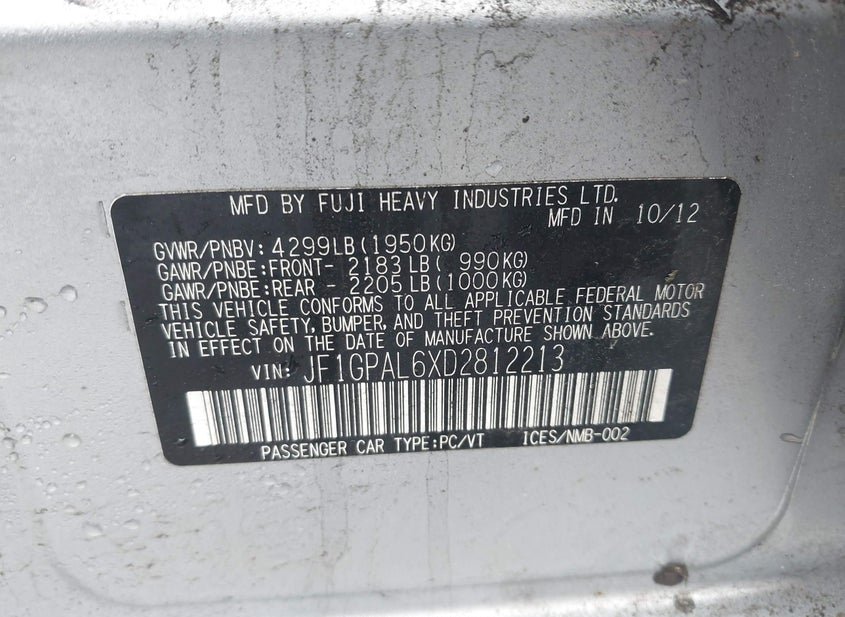 MFD BY FUJI HEAVY INDUSTRIES LTD.
MFD IN 10/12
GVWR/PNBV: 4299LB(1950KG)
GAWR/PNBE:FRONT- 2183LB( 990KG)
GAWR/PNBE:REAR - 2205LB(1000KG)
THIS VEHICLE CONFORMS TO ALL APPLICABLE FEDERAL MOTOR
VEHICLE SAFETY, BUMPER, AND THEFT PREVENTION STANDARDS
IN EFFECT ON THE DATE OF MANUFACTURE SHOWN ABOVE.
VIN: JF1GPAL6XD2812213
PASSENGER CAR TYPE:PC/VT ICES/NMB-002